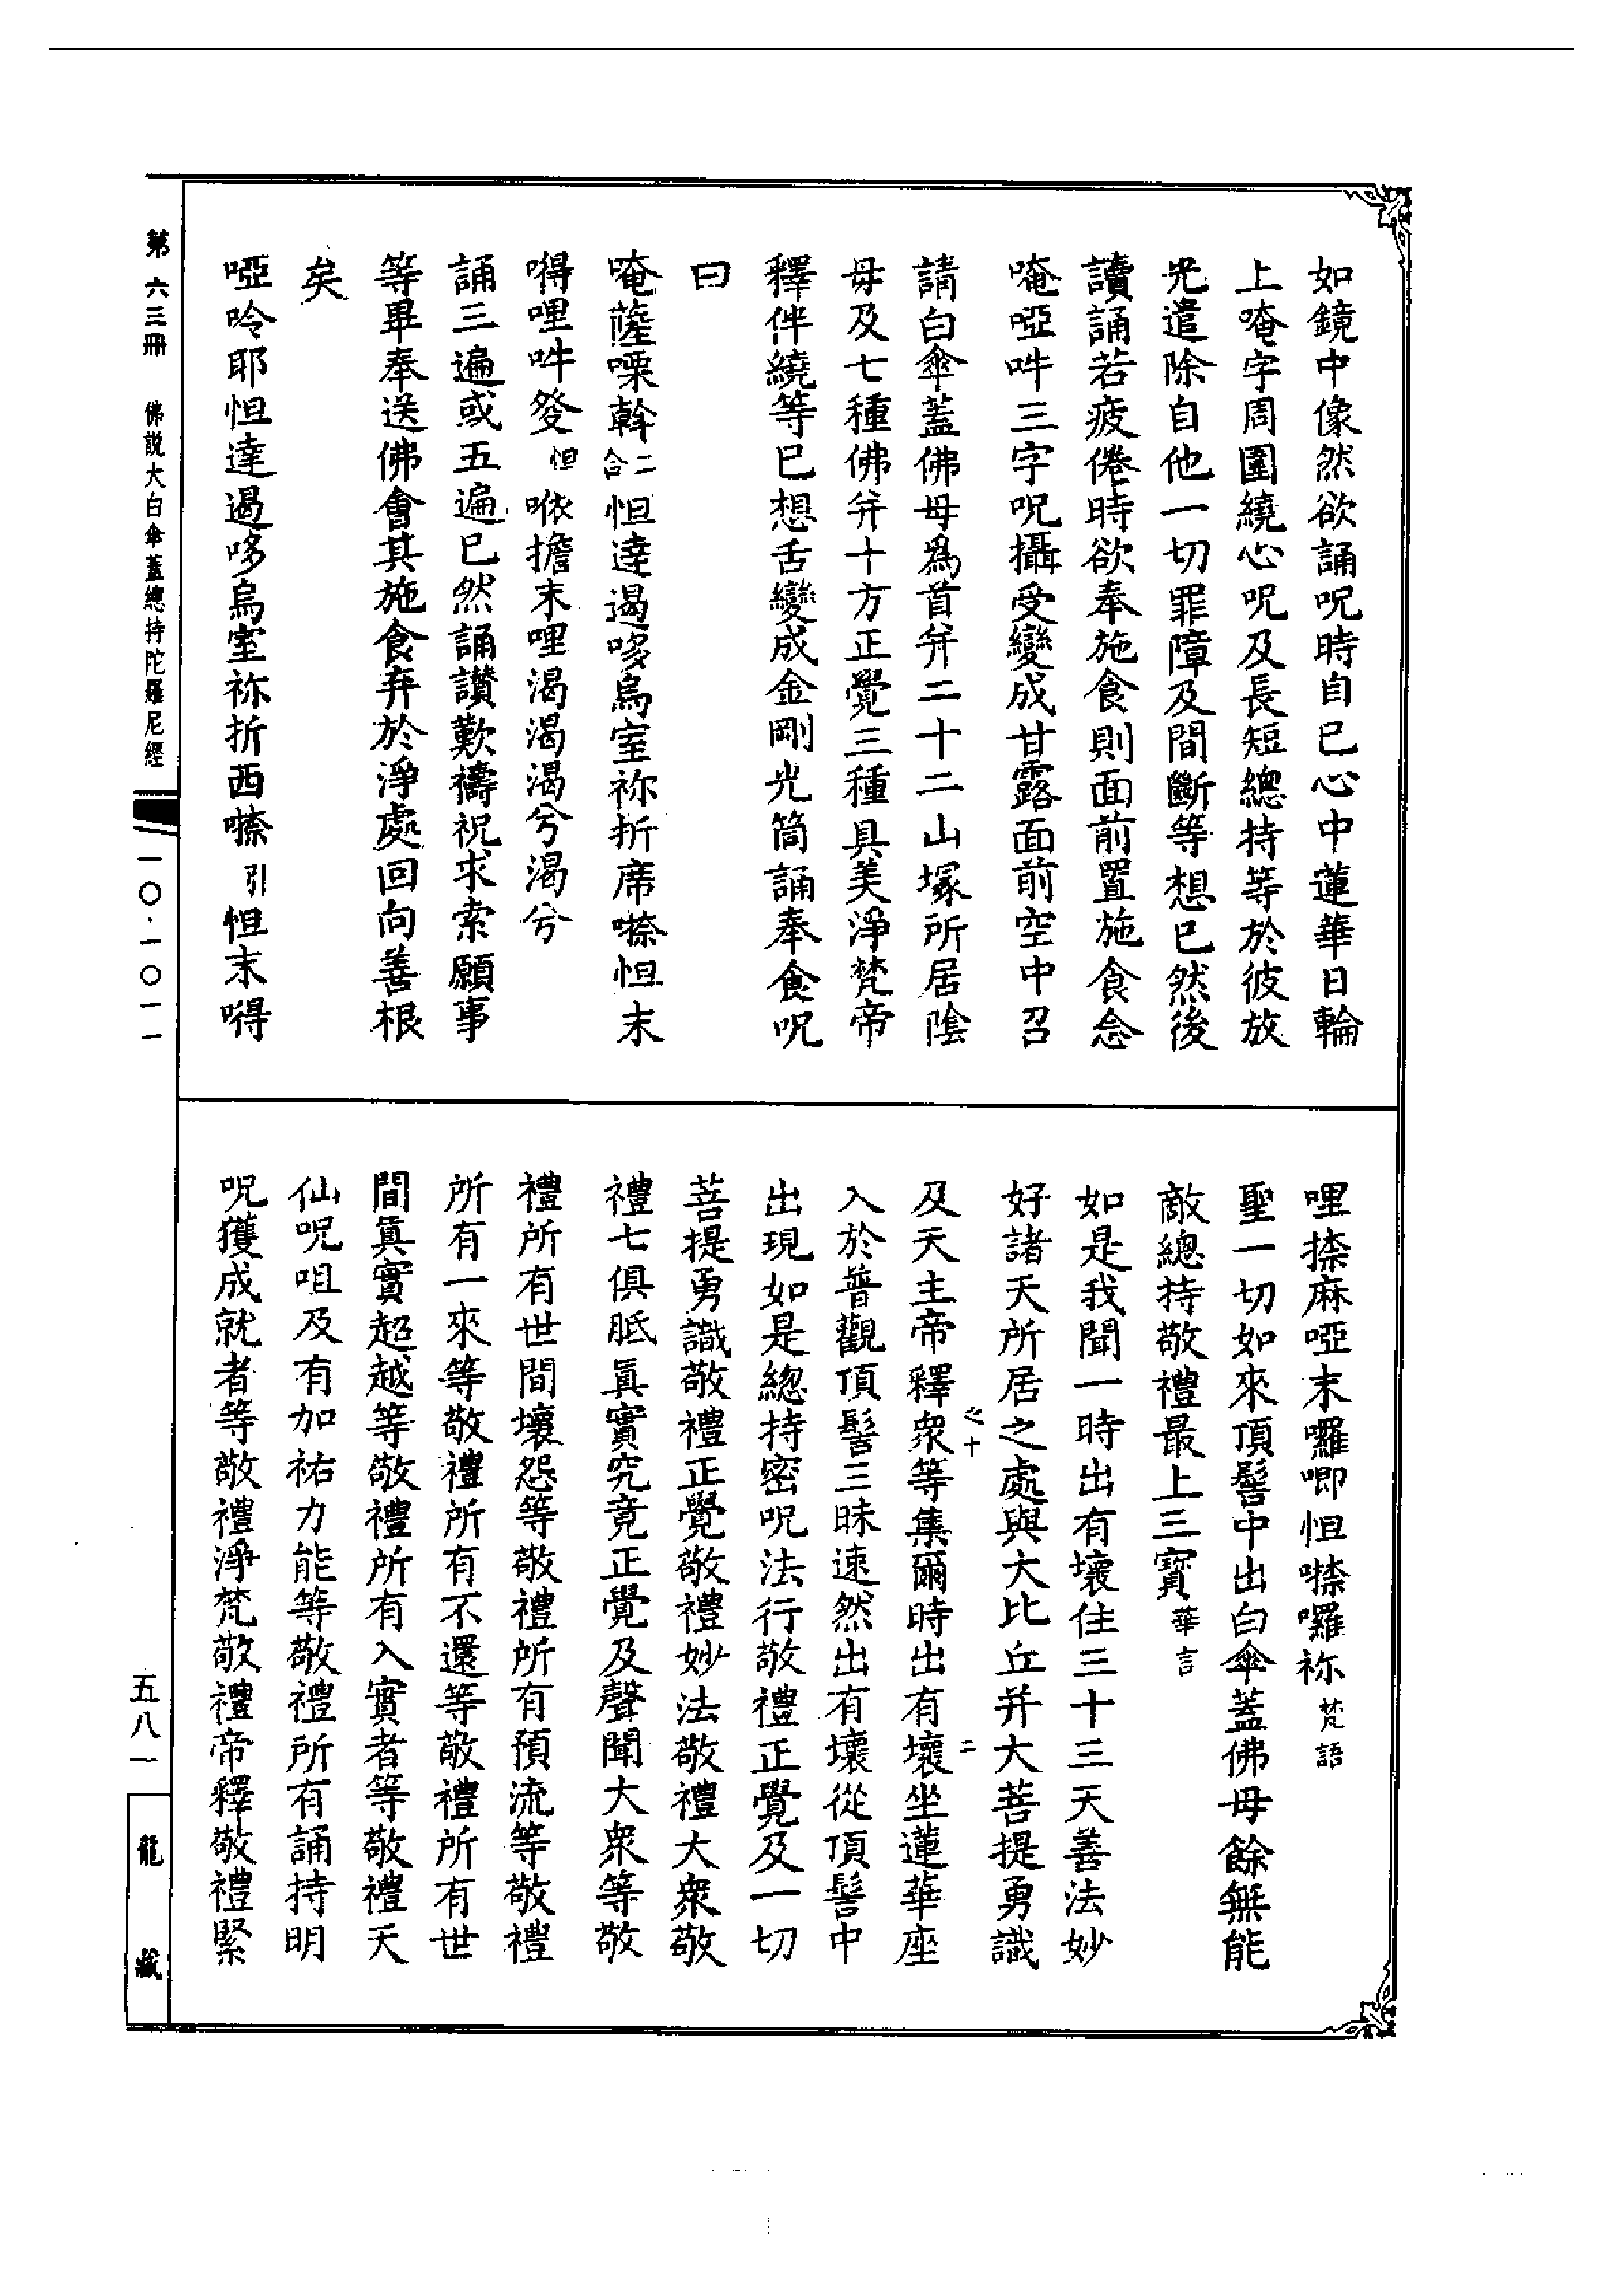 如鏡中像然欲誦呪時自巳心中蓮華日輪
上唵字周圍繞心呪及長短總持等於彼放
光遣除自他一切罪障及間斷等想巳然後
讀誦若疲倦時欲奉施食則面前置施食念
唵啞吽三字呪攝受變成甘露面前空中召
請白傘蓋佛母爲首并二十二山塚所居陰
母及七種佛并十方正覺三種具美淨梵帝
釋伴繞等巳想舌變成金剛光筒誦奉食呪
曰
唵薩㗚斡二合怛達遏哆烏室祢折席㗚怛末
嘚哩吽癹怛㗨擔末哩渴渴渴兮渴兮
誦三遍或五遍巳然誦讃歎禱祝求索願事
等畢奉送佛會其施食弃於淨處回向善根
矣
啞吟耶怛達遏哆烏室祢折西㗚引怛末嘚
哩捺麻啞末囉唧怛㗚囉祢梵語
聖一切如來頂髻中出白傘蓋佛母餘無能
敵總持敬禮最上三寳華言
如是我聞一時出有壞住三十三天善法妙
好諸天所居之處與大比丘并大菩提勇識
及天主帝釋衆等集爾時出有壞坐蓮華座
之十
二
入於普觀頂髻三昧速然出有壞從頂髻中
出現如是總持密呪法行敬禮正覺及一切
菩提勇識敬禮正覺敬禮妙法敬禮大衆敬
禮七俱胝眞實究竟正覺及聲聞大衆等敬
禮所有世間壞怨等敬禮所有預流等敬禮
所有一來等敬禮所有不還等敬禮所有世
間眞實超越等敬禮所有入實者等敬禮天
仙呪咀及有加祐力能等敬禮所有誦持明
呪獲成就者等敬禮淨梵敬禮帝釋敬禮緊
第六三冊 佛説大白傘蓋總持陀羅尼經
一〇·一〇一一
五八一
龍藏